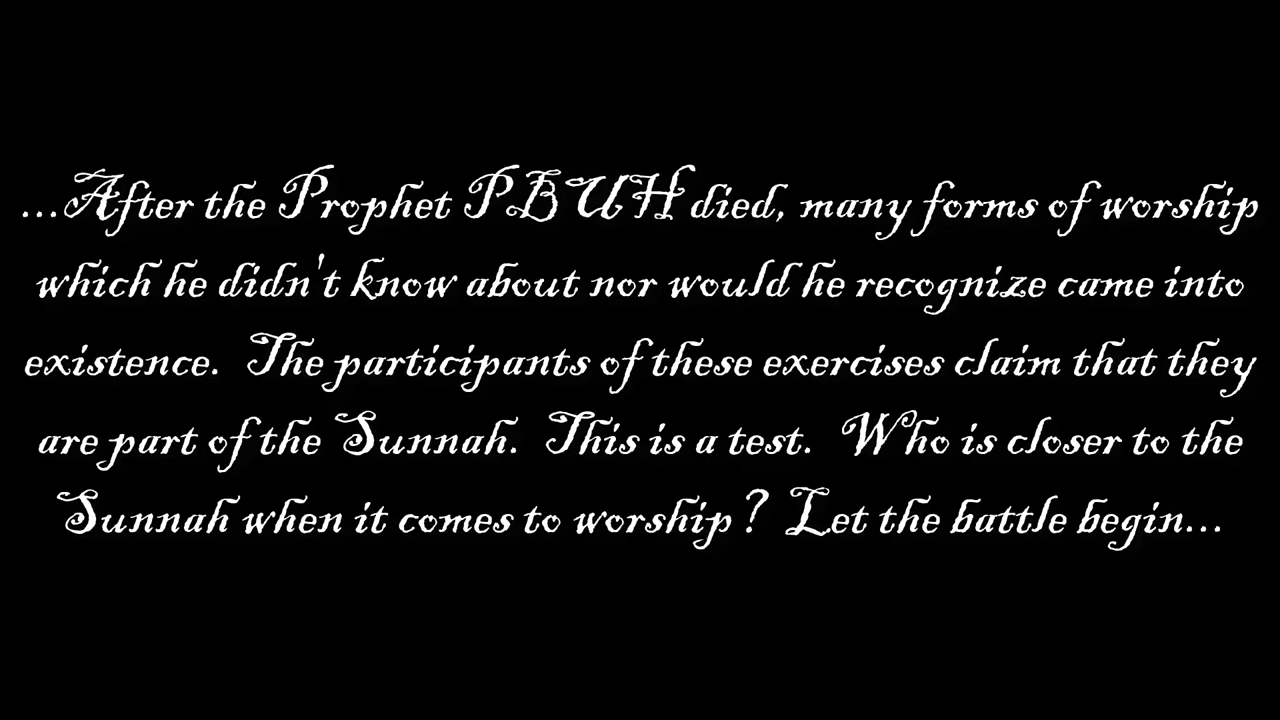 ...After the Prophet PBUH died, many forms of worship
which he didn't know about nor would he recognize came into
existence. The participants of these exercises claim that they
are part of the Sunnah. This is a test. Who is closer to the
Sunnah when it comes to worship? Let the battle begin...